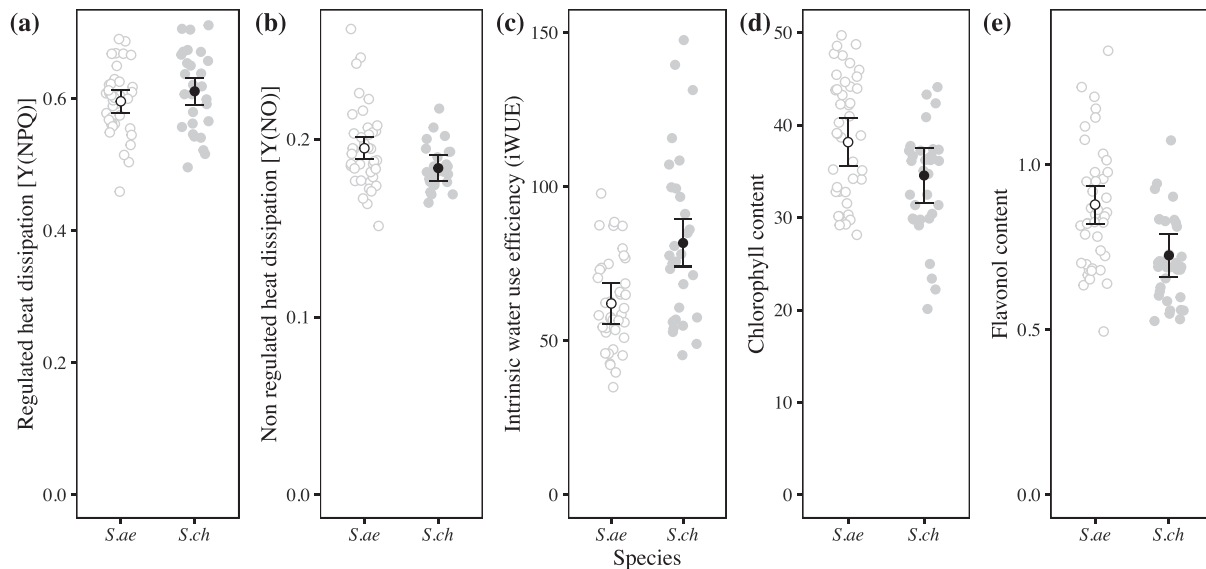 (a)
Regulated heat dissipation [Y(NPQ)]
0.6
0.4
0.2
0.0
S.ae S.ch
(b)
Non regulated heat dissipation [Y(NO)]
0.2
0.1
0.0
S.ae S.ch
(c)
Intrinsic water use efficiency (iWUE)
150
100
50
0
S.ae S.ch
(d)
Chlorophyll content
50
40
30
20
10
0
S.ae S.ch
(e)
Flavonol content
1.0
0.5
0.0
S.ae S.ch
Species